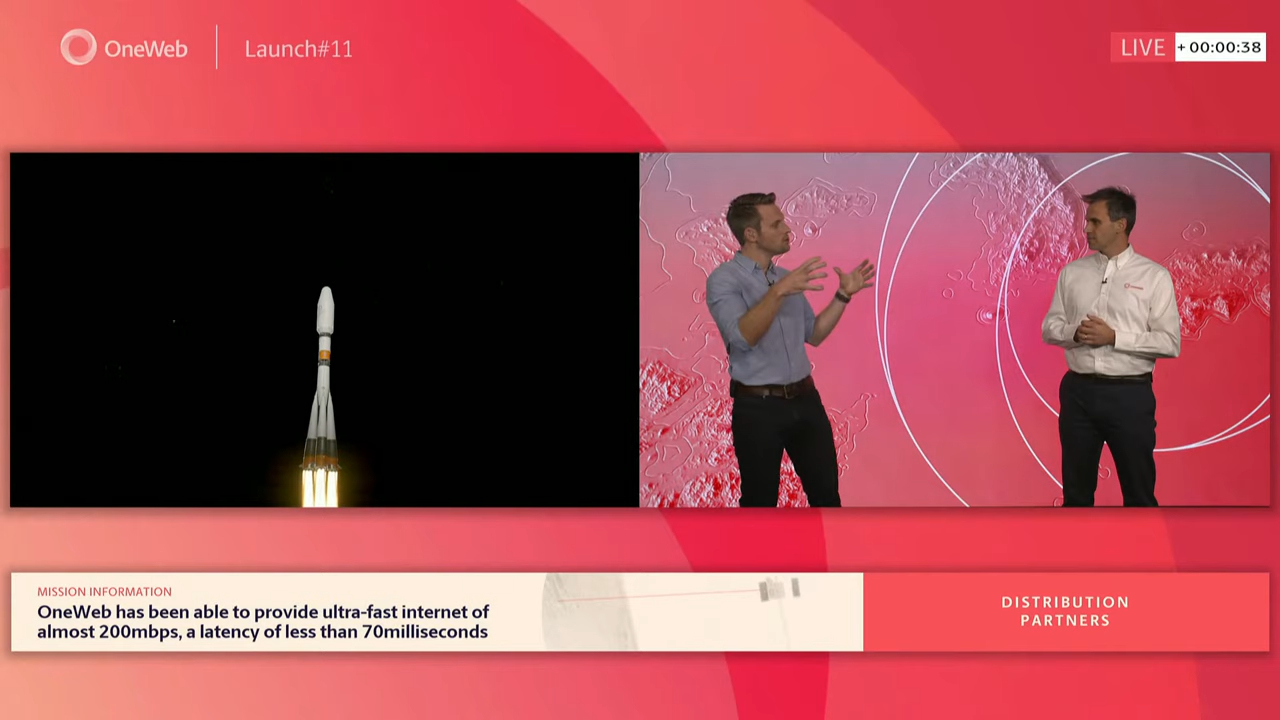 OneWeb
Launch#11
LIVE
+ 00:00:38
MISSION INFORMATION
OneWeb has been able to provide ultra-fast internet of
almost 200mbps, a latency of less than 70milliseconds
DISTRIBUTION
PARTNERS